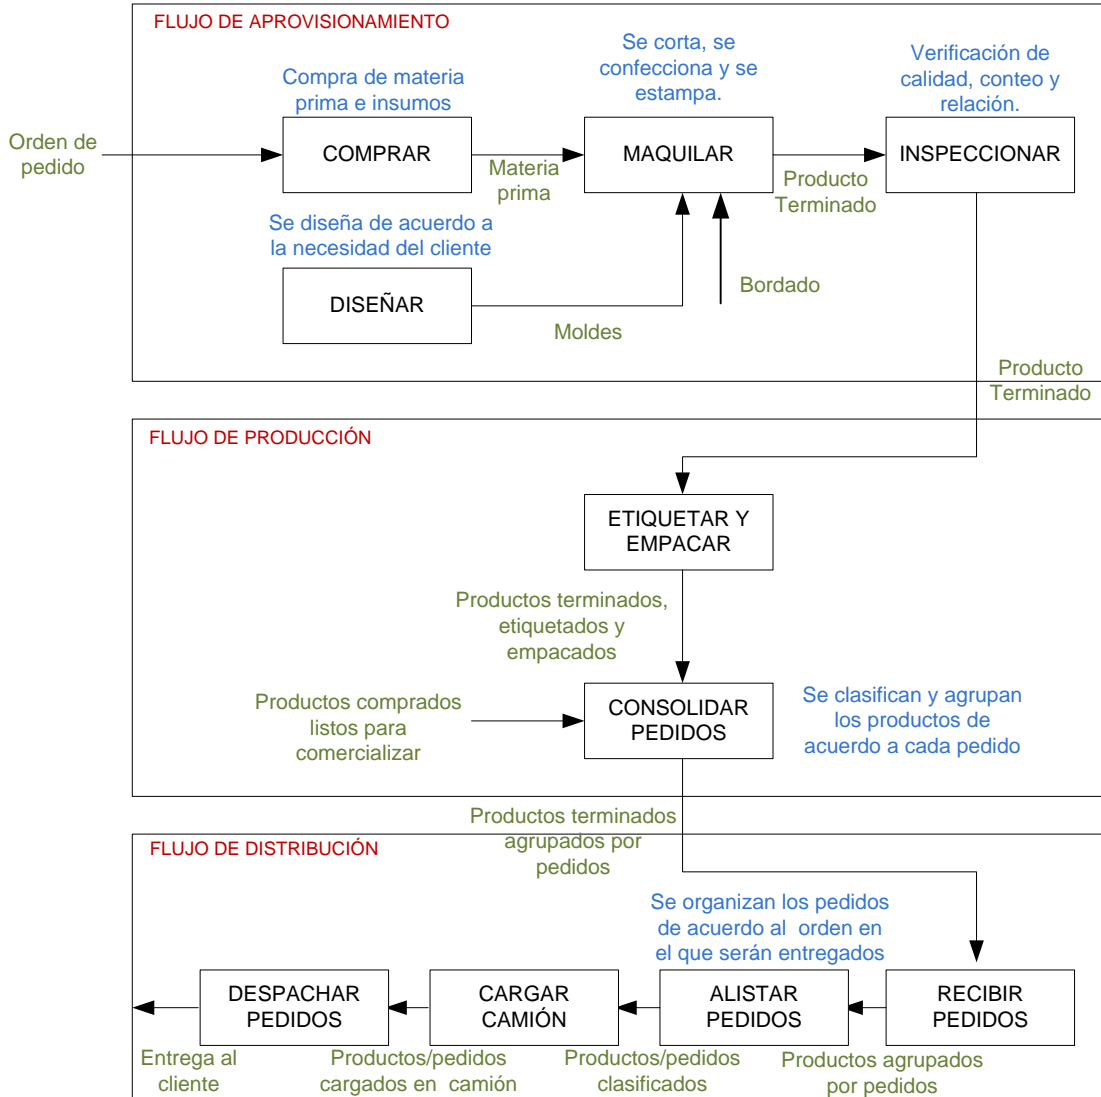 FLUJO DE APROVISIONAMIENTO
Compra de materia
prima e insumos
Se corta, se
confecciona y se
estampa.
Verificación de
calidad, conteo y
relación.
Orden de
pedido
COMPRAR
Materia
prima
MAQUILAR
Producto
Terminado
INSPECCIONAR
Se diseña de acuerdo a
la necesidad del cliente
DISEÑAR
Moldes
Bordado
Producto
Terminado
FLUJO DE PRODUCCIÓN
ETIQUETAR Y
EMPACAR
Productos terminados,
etiquetados y
empacados
Productos comprados
listos para
comercializar
CONSOLIDAR
PEDIDOS
Se clasifican y agrupan
los productos de
acuerdo a cada pedido
Productos terminados
agrupados por
pedidos
FLUJO DE DISTRIBUCIÓN
Se organizan los pedidos
de acuerdo al  orden en
el que serán entregados
DESPACHAR
PEDIDOS
CARGAR
CAMIÓN
ALISTAR
PEDIDOS
RECIBIR
PEDIDOS
Entrega al
cliente
Productos/pedidos
cargados en  camión
Productos/pedidos
clasificados
Productos agrupados
por pedidos